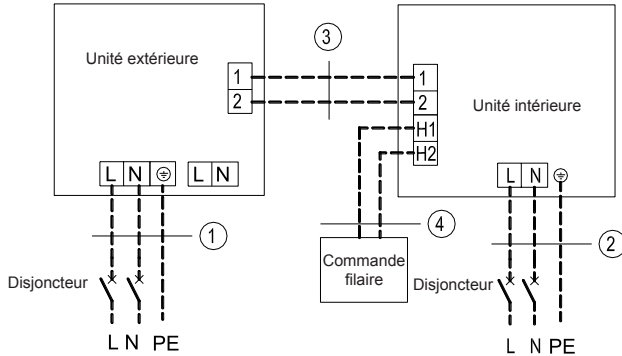 ③
Unité extérieure
1
1
2
2
Unité intérieure
H1
H2
L N ⏚
L N
L N ⏚
①
④
②
Commande
filaire
Disjoncteur
Disjoncteur
L N PE
L N PE